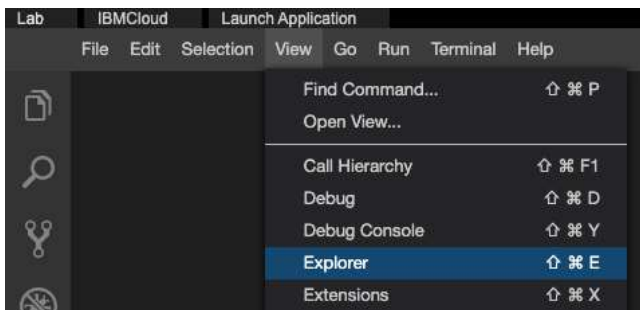 Lab IBMCloud Launch Application
File Edit Selection View Go Run Terminal Help
Find Command... ⇧ ⌘ P
Open View...
Call Hierarchy ⇧ ⌘ F1
Debug ⇧ ⌘ D
Debug Console ⇧ ⌘ Y
Explorer ⇧ ⌘ E
Extensions ⇧ ⌘ X